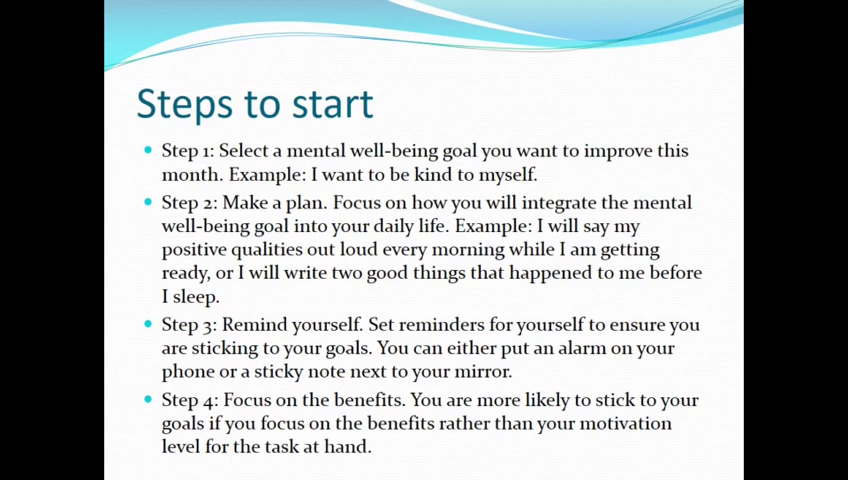 Steps to start
Step 1: Select a mental well-being goal you want to improve this
month. Example: I want to be kind to myself.
Step 2: Make a plan. Focus on how you will integrate the mental
well-being goal into your daily life. Example: I will say my
positive qualities out loud every morning while I am getting
ready, or I will write two good things that happened to me before
I sleep.
Step 3: Remind yourself. Set reminders for yourself to ensure you
are sticking to your goals. You can either put an alarm on your
phone or a sticky note next to your mirror.
Step 4: Focus on the benefits. You are more likely to stick to your
goals if you focus on the benefits rather than your motivation
level for the task at hand.